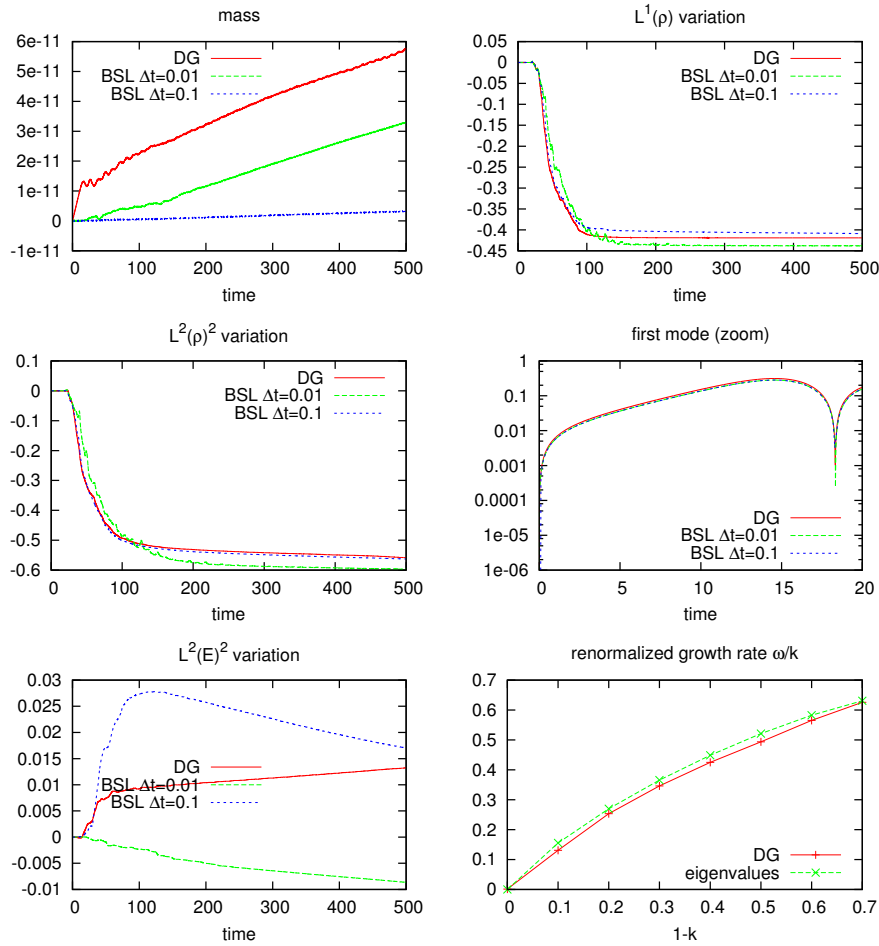 mass
6e-11
5e-11
4e-11
3e-11
2e-11
1e-11
0
-1e-11
0 100 200 300 400 500
time
DG
BSL Δt=0.01
BSL Δt=0.1
L¹(ρ) variation
0.05
0
-0.05
-0.1
-0.15
-0.2
-0.25
-0.3
-0.35
-0.4
-0.45
0 100 200 300 400 500
time
DG
BSL Δt=0.01
BSL Δt=0.1
L²(ρ)² variation
0.1
0
-0.1
-0.2
-0.3
-0.4
-0.5
-0.6
0 100 200 300 400 500
time
DG
BSL Δt=0.01
BSL Δt=0.1
first mode (zoom)
1
0.1
0.01
0.001
0.0001
1e-05
1e-06
0 5 10 15 20
time
DG
BSL Δt=0.01
BSL Δt=0.1
L²(E)² variation
0.03
0.025
0.02
0.015
0.01
0.005
0
-0.005
-0.01
0 100 200 300 400 500
time
DG
BSL Δt=0.01
BSL Δt=0.1
renormalized growth rate ω/k
0.7
0.6
0.5
0.4
0.3
0.2
0.1
0
0 0.1 0.2 0.3 0.4 0.5 0.6 0.7
1-k
DG
eigenvalues